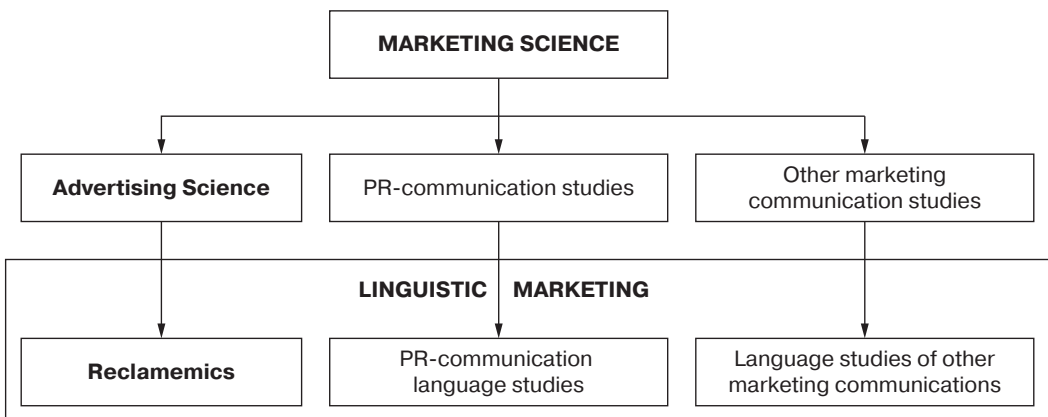 MARKETING SCIENCE
Advertising Science
PR-communication studies
Other marketing
communication studies
LINGUISTIC MARKETING
Reclamemics
PR-communication
language studies
Language studies of other
marketing communications